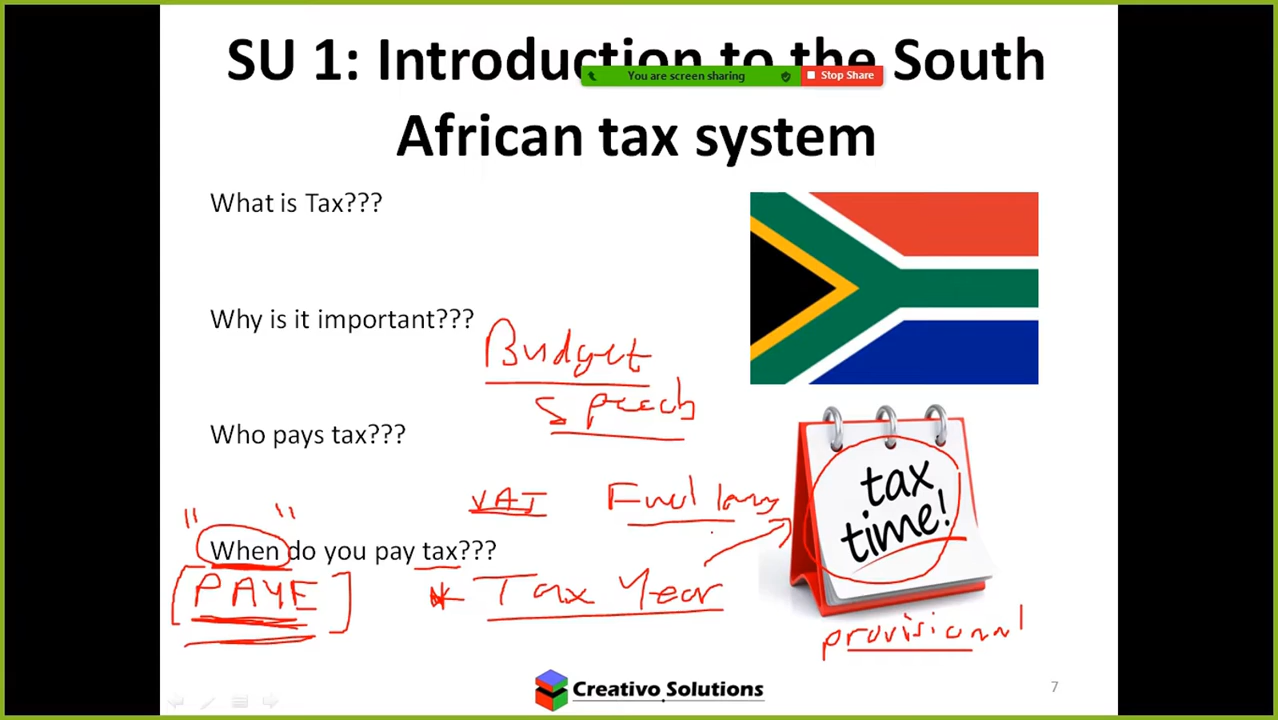 SU 1: Introduction to the South
You are screen sharing
Stop Share
African tax system
What is Tax???
Why is it important???
Budget
Speech
Who pays tax???
tax
time!
VAT Fuel levy
" "
When do you pay tax???
[PAYE] * Tax Year
provisional
Creativo Solutions
7